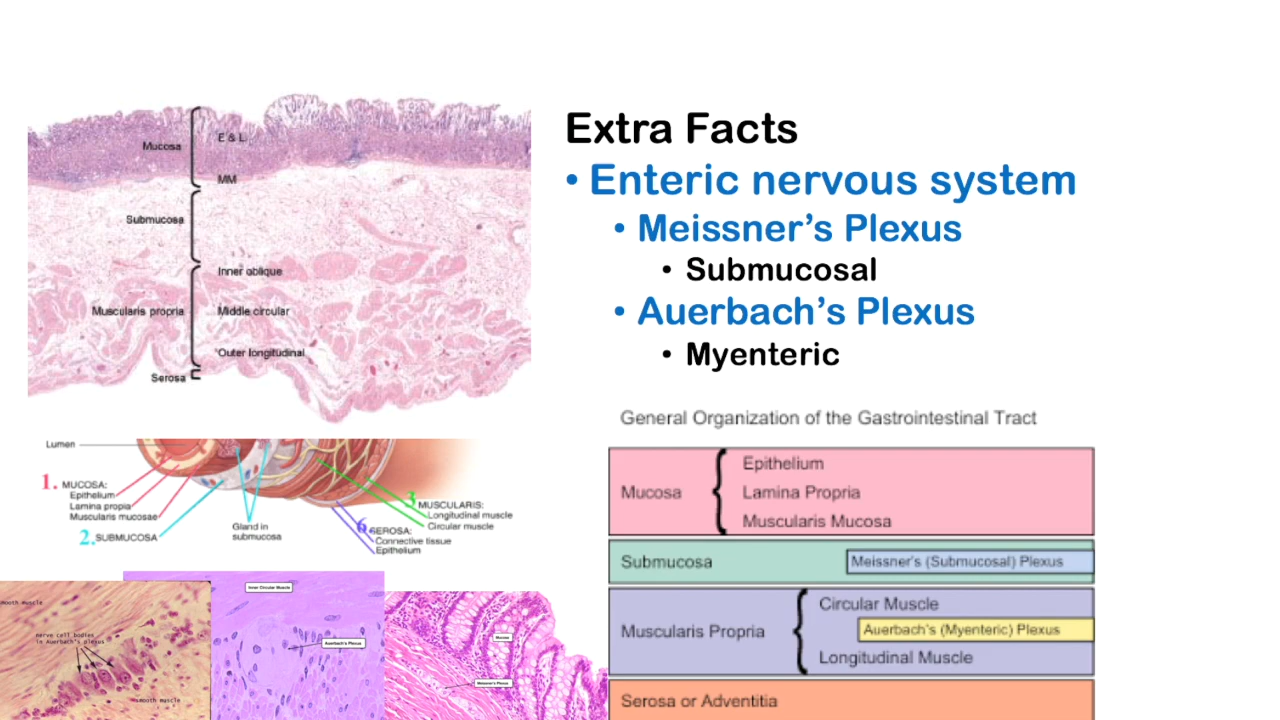 Mucosa
E & L
MM
Submucosa
Inner oblique
Muscularis propria
Middle circular
Outer longitudinal
Serosa
Extra Facts
• Enteric nervous system
• Meissner's Plexus
• Submucosal
• Auerbach's Plexus
• Myenteric
Lumen
1. MUCOSA:
Epithelium
Lamina propia
Muscularis mucosae
2. SUBMUCOSA
Gland in
submucosa
3 MUSCULARIS:
Longitudinal muscle
Circular muscle
6. SEROSA:
Connective tissue
Epithelium
smooth muscle
nerve cell bodies
in Auerbach's plexus
smooth muscle
Inner Circular Muscle
Auerbach's Plexus
Mucosa
Meissner's Plexus
General Organization of the Gastrointestinal Tract
Mucosa
Epithelium
Lamina Propria
Muscularis Mucosa
Submucosa
Meissner's (Submucosal) Plexus
Muscularis Propria
Circular Muscle
Auerbach's (Myenteric) Plexus
Longitudinal Muscle
Serosa or Adventitia